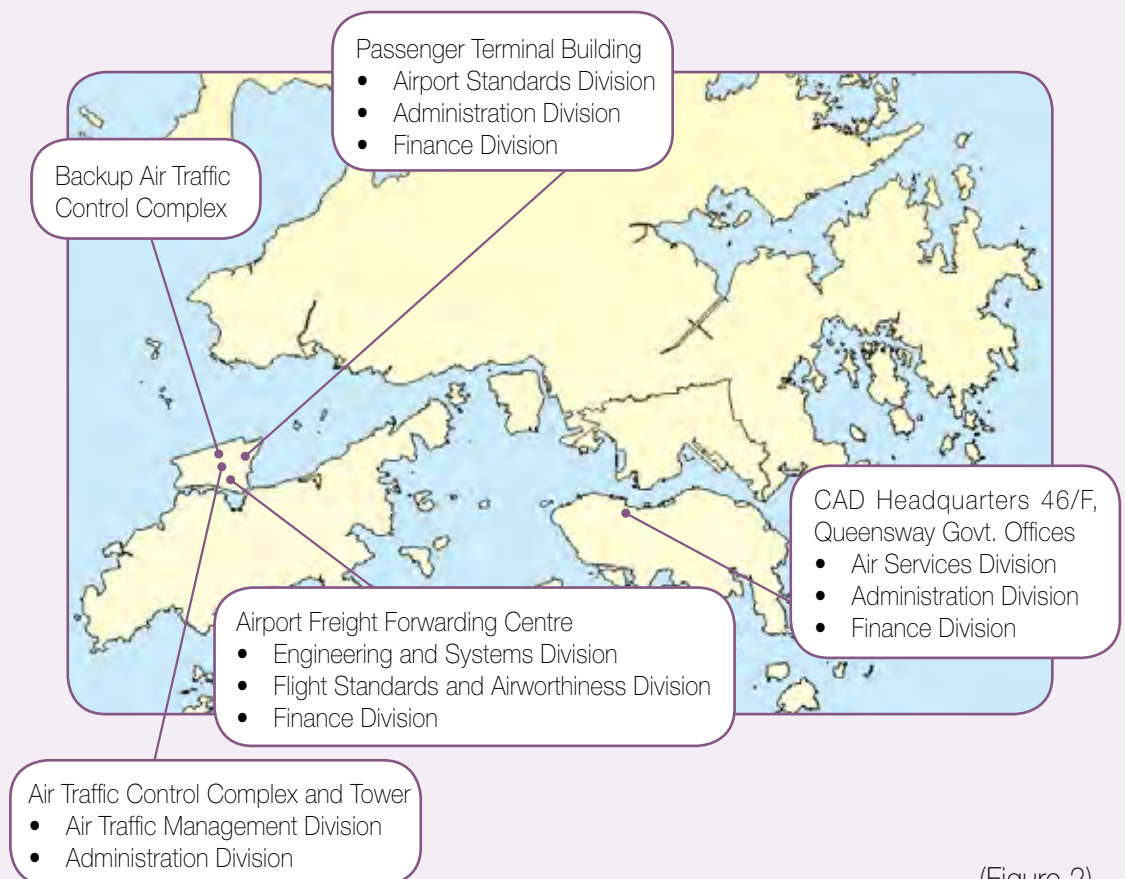 Passenger Terminal Building
• Airport Standards Division
• Administration Division
• Finance Division
Backup Air Traffic
Control Complex
CAD Headquarters 46/F,
Queensway Govt. Offices
• Air Services Division
• Administration Division
• Finance Division
Airport Freight Forwarding Centre
• Engineering and Systems Division
• Flight Standards and Airworthiness Division
• Finance Division
Air Traffic Control Complex and Tower
• Air Traffic Management Division
• Administration Division
(Figure 2)